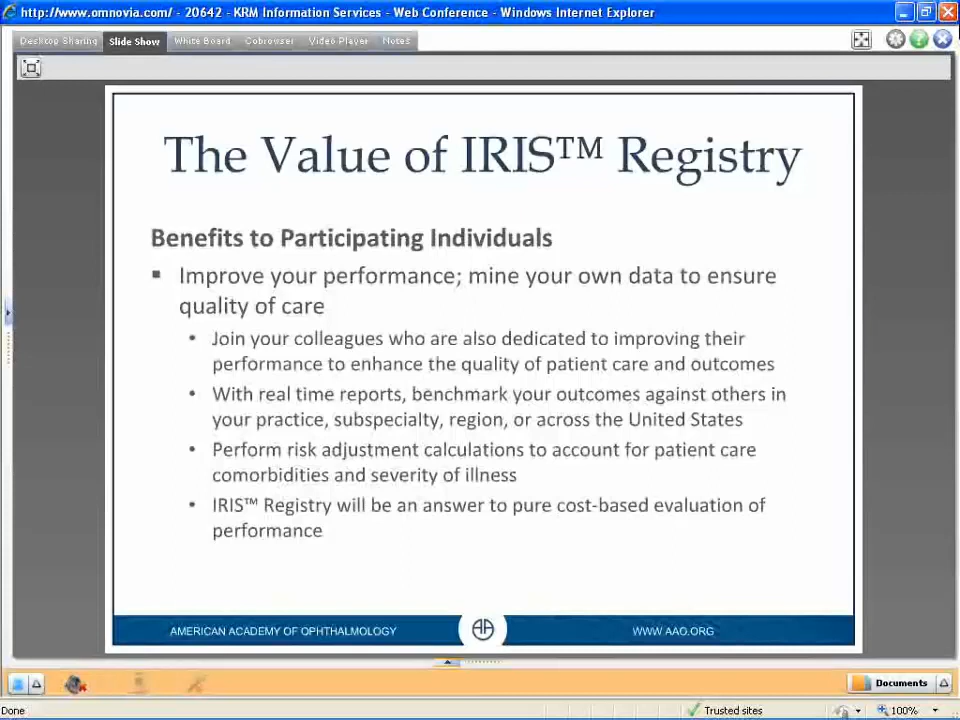 http://www.omnovia.com/ - 20642 - KRM Information Services - Web Conference - Windows Internet Explorer
Desktop Sharing Slide Show White Board Cobrowser Video Player Notes
The Value of IRIS™ Registry
Benefits to Participating Individuals
▪ Improve your performance; mine your own data to ensure
quality of care
• Join your colleagues who are also dedicated to improving their
performance to enhance the quality of patient care and outcomes
• With real time reports, benchmark your outcomes against others in
your practice, subspecialty, region, or across the United States
• Perform risk adjustment calculations to account for patient care
comorbidities and severity of illness
• IRIS™ Registry will be an answer to pure cost-based evaluation of
performance
AMERICAN ACADEMY OF OPHTHALMOLOGY WWW AAO.ORG
Documents
Done Trusted sites 100%